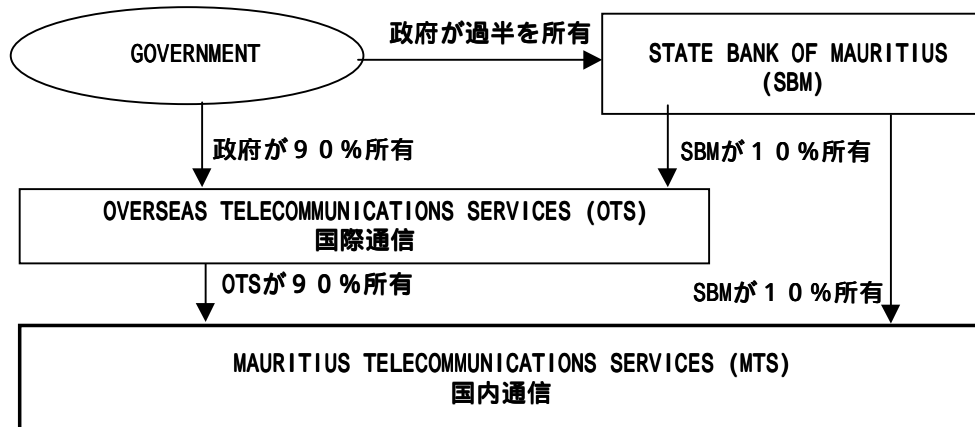 GOVERNMENT
政府が過半を所有
STATE BANK OF MAURITIUS
(SBM)
政府が９０％所有
SBMが１０％所有
OVERSEAS TELECOMMUNICATIONS SERVICES (OTS)
国際通信
OTSが９０％所有
SBMが１０％所有
MAURITIUS TELECOMMUNICATIONS SERVICES (MTS)
国内通信